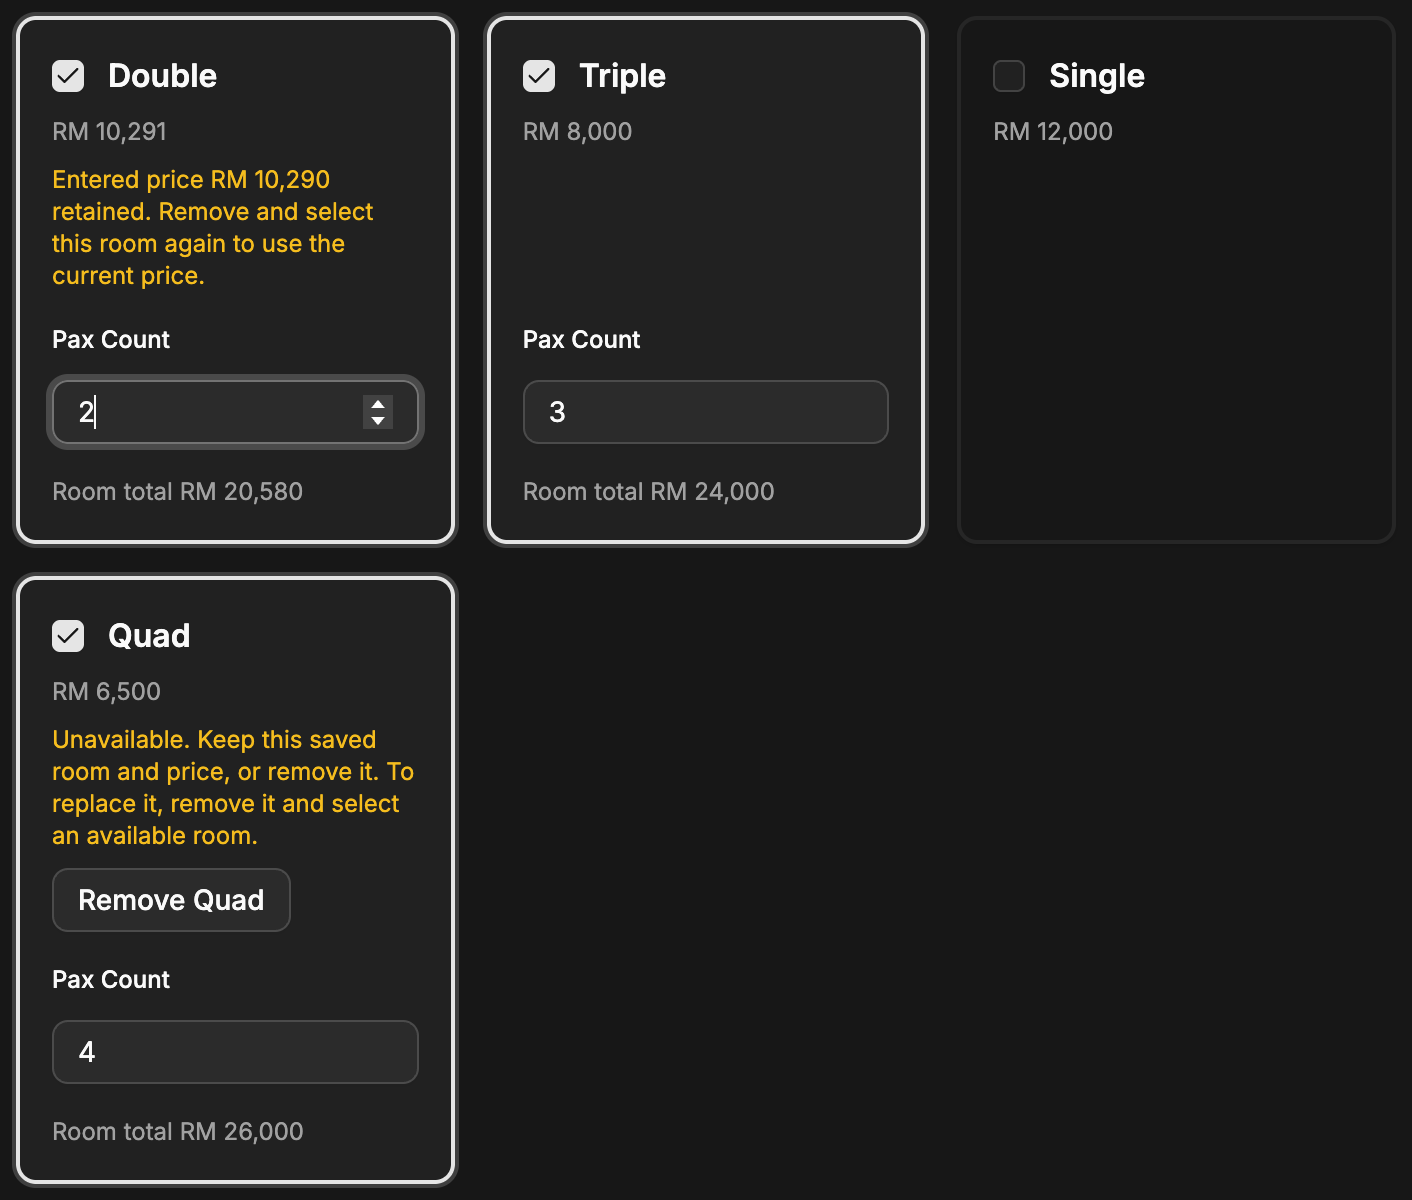 Double
RM 10,291
Entered price RM 10,290
retained. Remove and select
this room again to use the
current price.
Pax Count
2
Room total RM 20,580
Triple
RM 8,000
Pax Count
3
Room total RM 24,000
Single
RM 12,000
Quad
RM 6,500
Unavailable. Keep this saved
room and price, or remove it. To
replace it, remove it and select
an available room.
Remove Quad
Pax Count
4
Room total RM 26,000